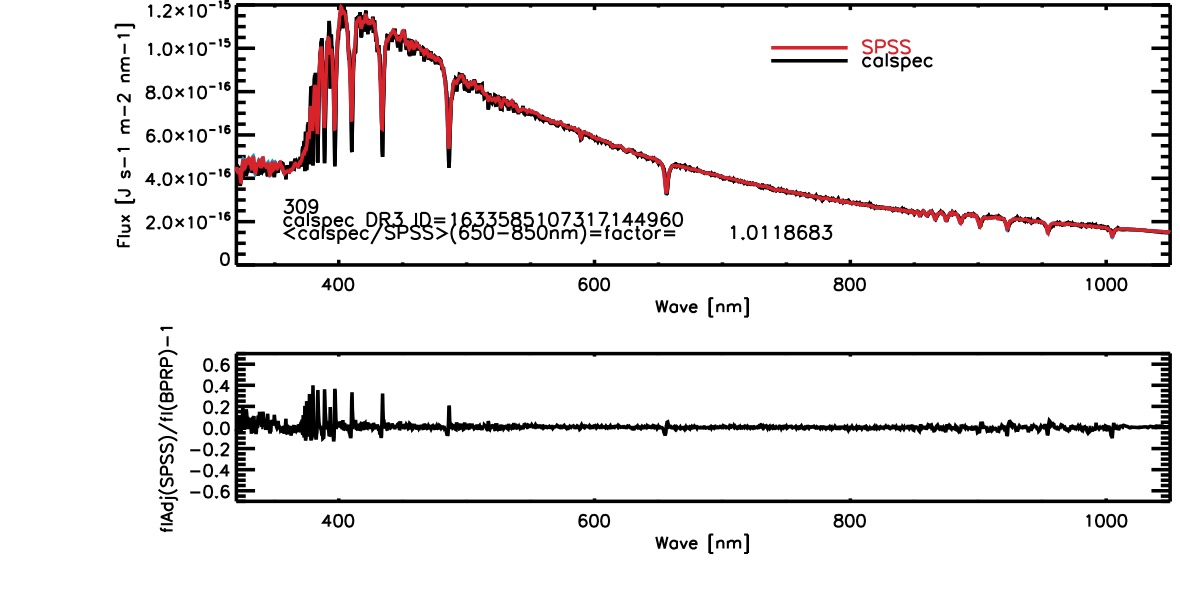 1.2×10−15
1.0×10−15
8.0×10−16
6.0×10−16
4.0×10−16
2.0×10−16
0
Flux [J s−1 m−2 nm−1]
SPSS
calspec
309
calspec DR3_ID=1633585107317144960
<calspec/SPSS>(650−850nm)=factor= 1.0118683
400 600 800 1000
Wave [nm]
flAdj(SPSS)/fl(BPRP)−1
0.6
0.4
0.2
0.0
−0.2
−0.4
−0.6
400 600 800 1000
Wave [nm]